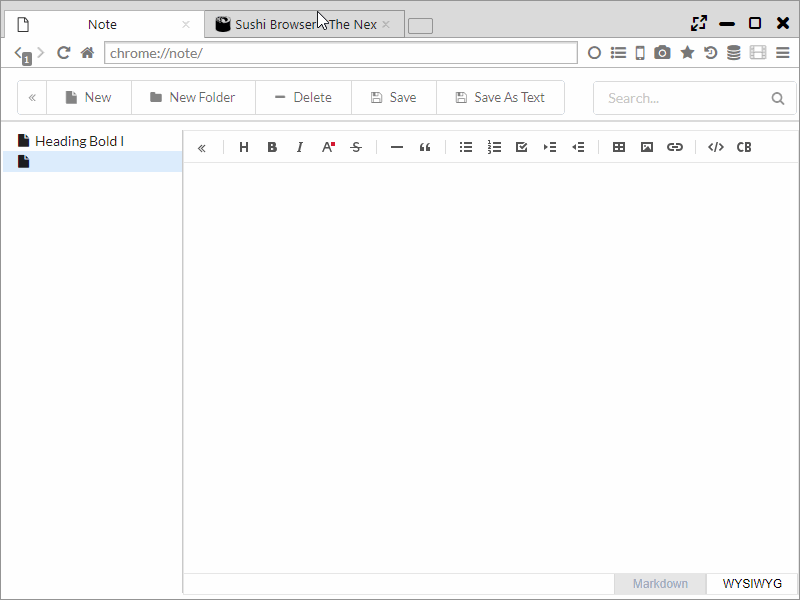 Note
Sushi Browser - The Nex
1
chrome://note/
« New New Folder Delete Save Save As Text Search...
Heading Bold I
« H B I A S — “ </> CB
Markdown WYSIWYG